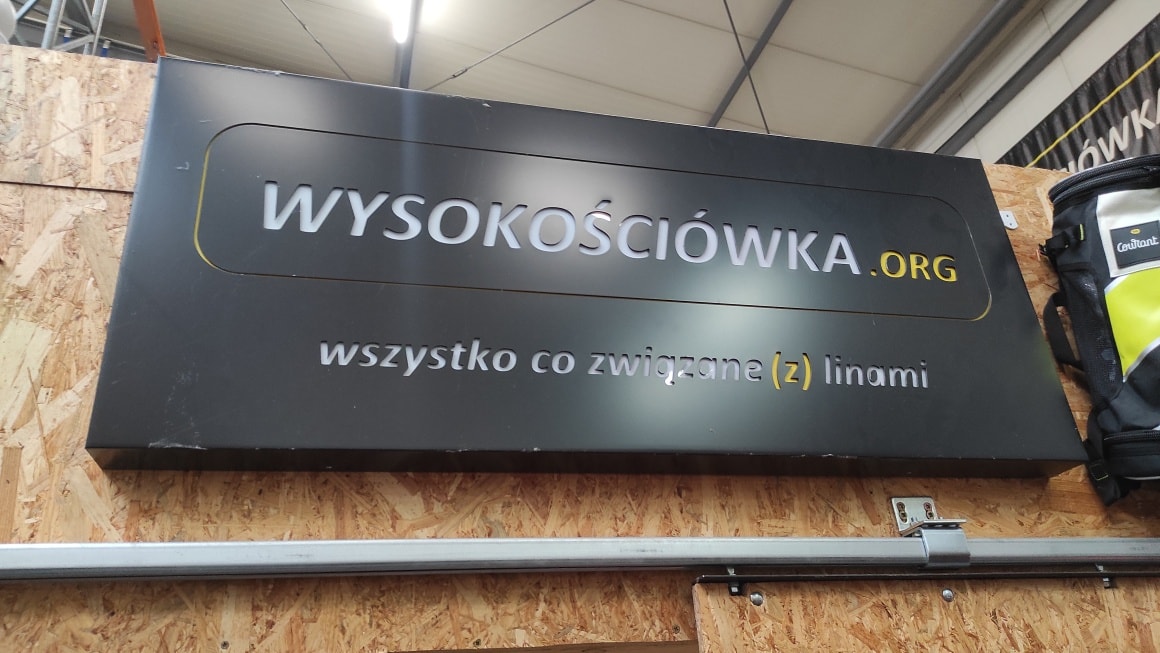 WYSOKOŚCIÓWKA.ORG
wszystko co związane (z) linami
Courant